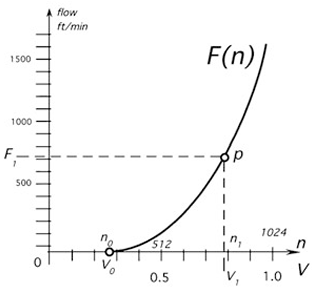 flow
ft/min
1500
F(n)
1000
F₁
p
500
n₀
512
n₁
1024
n
0
V₀
0.5
V₁
1.0
V